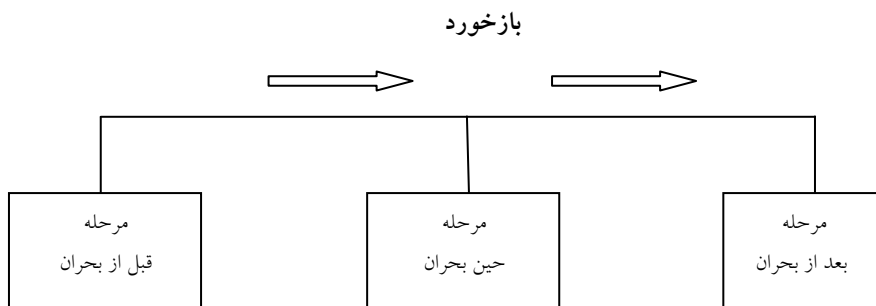 بازخورد
مرحله
قبل از بحران
مرحله
حین بحران
مرحله
بعد از بحران